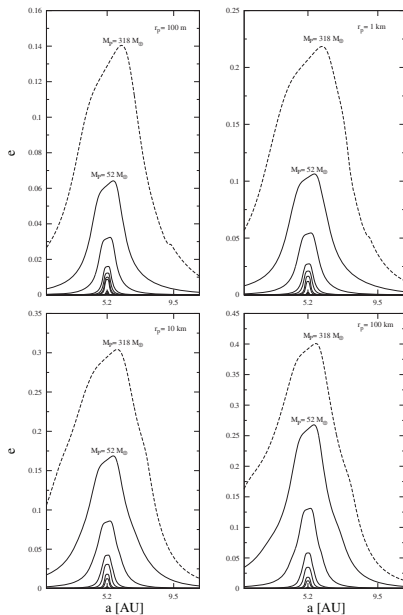 0.16
0.14
0.12
0.1
0.08
0.06
0.04
0.02
0
e
M_P= 318 M_⊕
r_p = 100 m
M_P= 52 M_⊕
5.2
9.5
0.25
0.2
0.15
0.1
0.05
0
M_P= 318 M_⊕
r_p = 1 km
M_P= 52 M_⊕
5.2
9.5
0.35
0.3
0.25
0.2
0.15
0.1
0.05
0
e
M_P= 318 M_⊕
r_p = 10 km
M_P= 52 M_⊕
5.2
9.5
a [AU]
0.45
0.4
0.35
0.3
0.25
0.2
0.15
0.1
0.05
0
r_p = 100 km
M_P= 318 M_⊕
M_P= 52 M_⊕
5.2
9.5
a [AU]